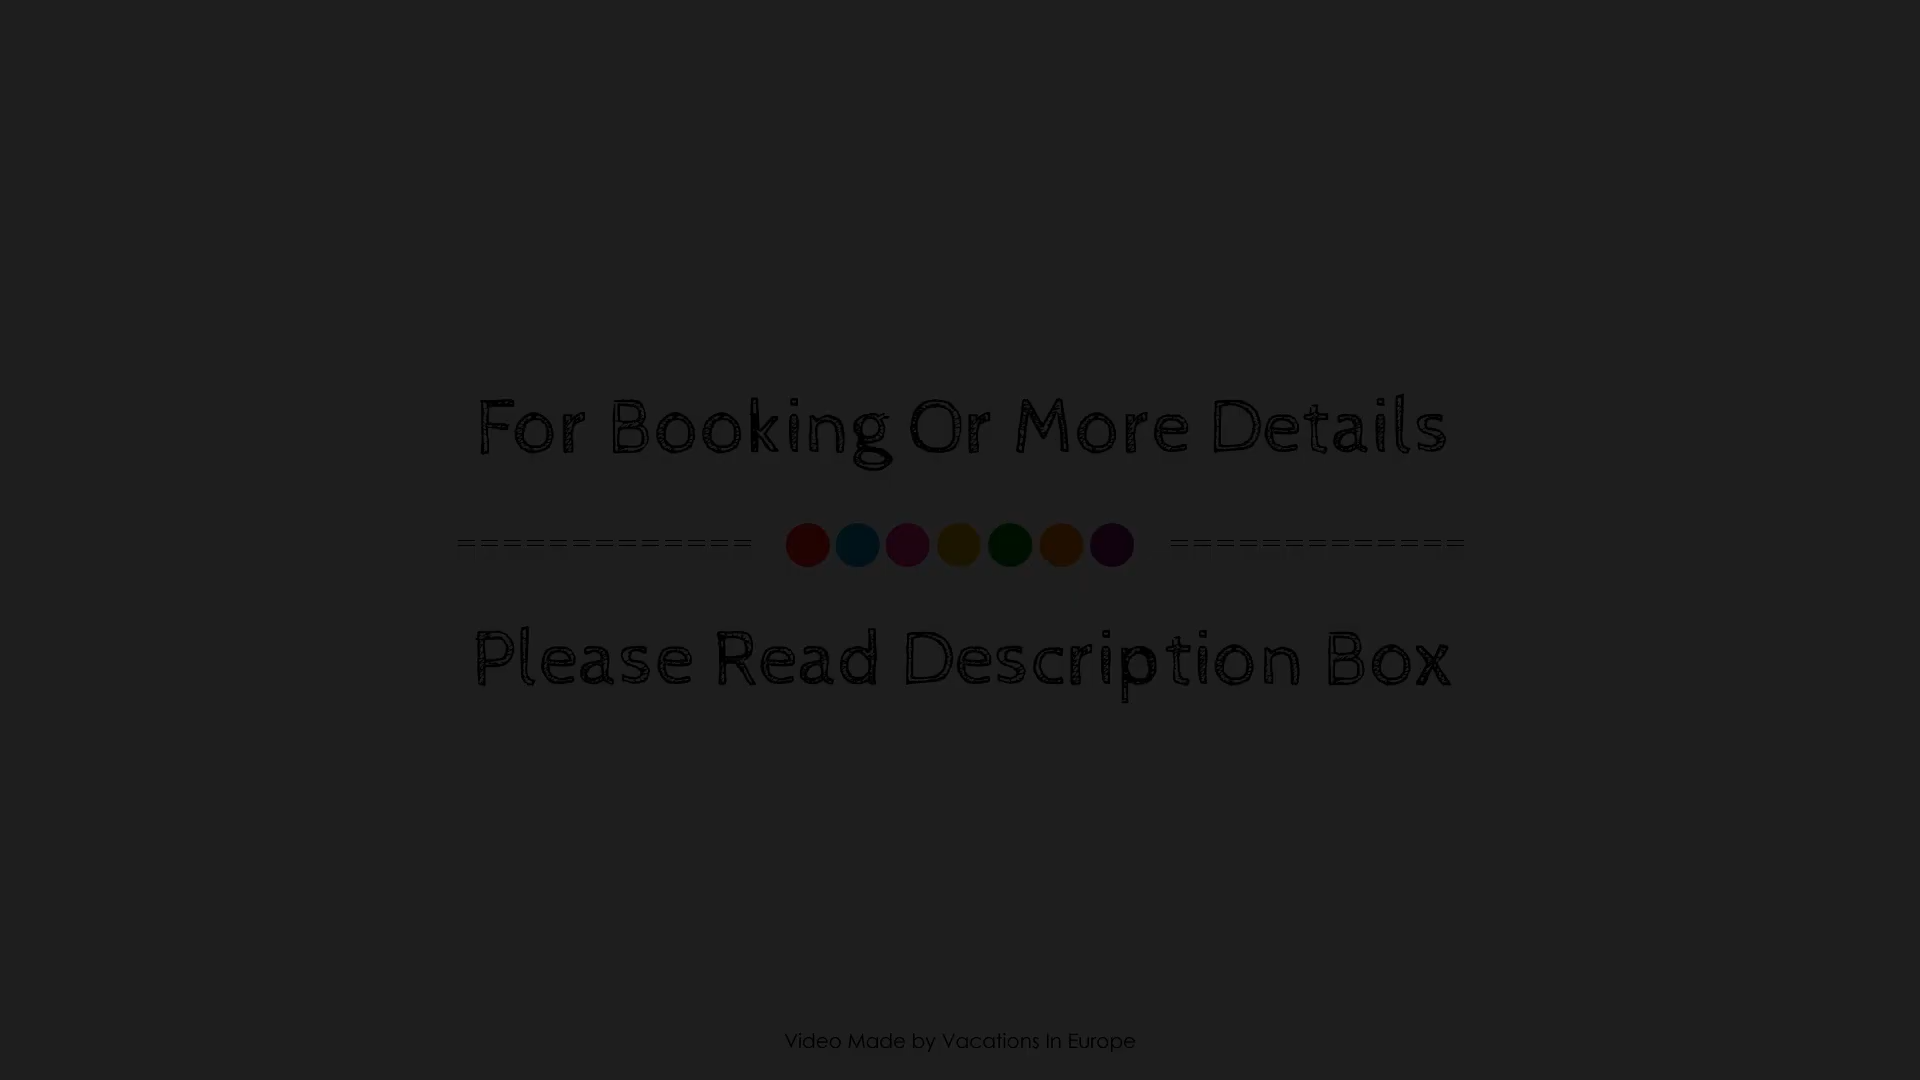 For Booking Or More Details
============= =============
Please Read Description Box
Video Made by Vacations In Europe